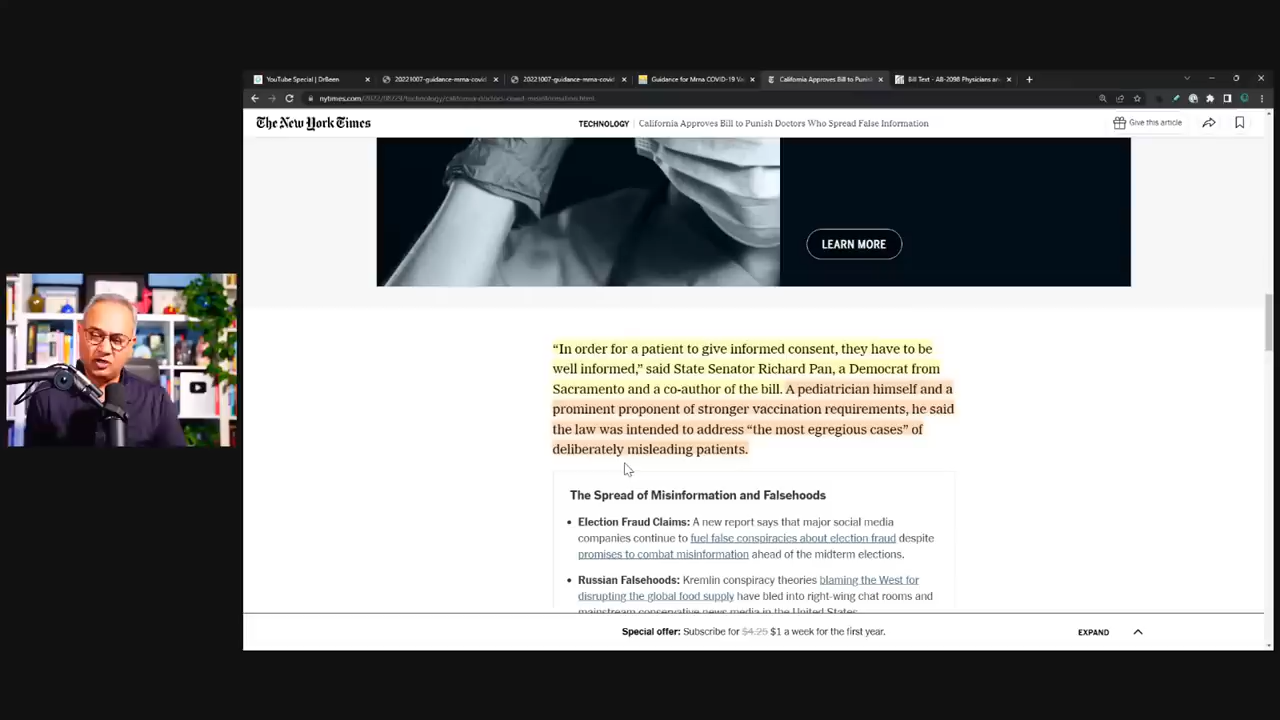 YouTube Special | DrBeen
20221007-guidance-mrna-covid
20221007-guidance-mrna-covid
Guidance for Mrna COVID-19 Va
California Approves Bill to Punis
Bill Text - AB-2098 Physicians an
nytimes.com/2022/08/29/technology/california-doctors-covid-misinformation.html
The New York Times
TECHNOLOGY | California Approves Bill to Punish Doctors Who Spread False Information
Give this article
LEARN MORE
“In order for a patient to give informed consent, they have to be
well informed,” said State Senator Richard Pan, a Democrat from
Sacramento and a co-author of the bill. A pediatrician himself and a
prominent proponent of stronger vaccination requirements, he said
the law was intended to address “the most egregious cases” of
deliberately misleading patients.
The Spread of Misinformation and Falsehoods
• Election Fraud Claims: A new report says that major social media
companies continue to fuel false conspiracies about election fraud despite
promises to combat misinformation ahead of the midterm elections.
• Russian Falsehoods: Kremlin conspiracy theories blaming the West for
disrupting the global food supply have bled into right-wing chat rooms and
mainstream conservative news media in the United States.
Special offer: Subscribe for $4.25 $1 a week for the first year.
EXPAND